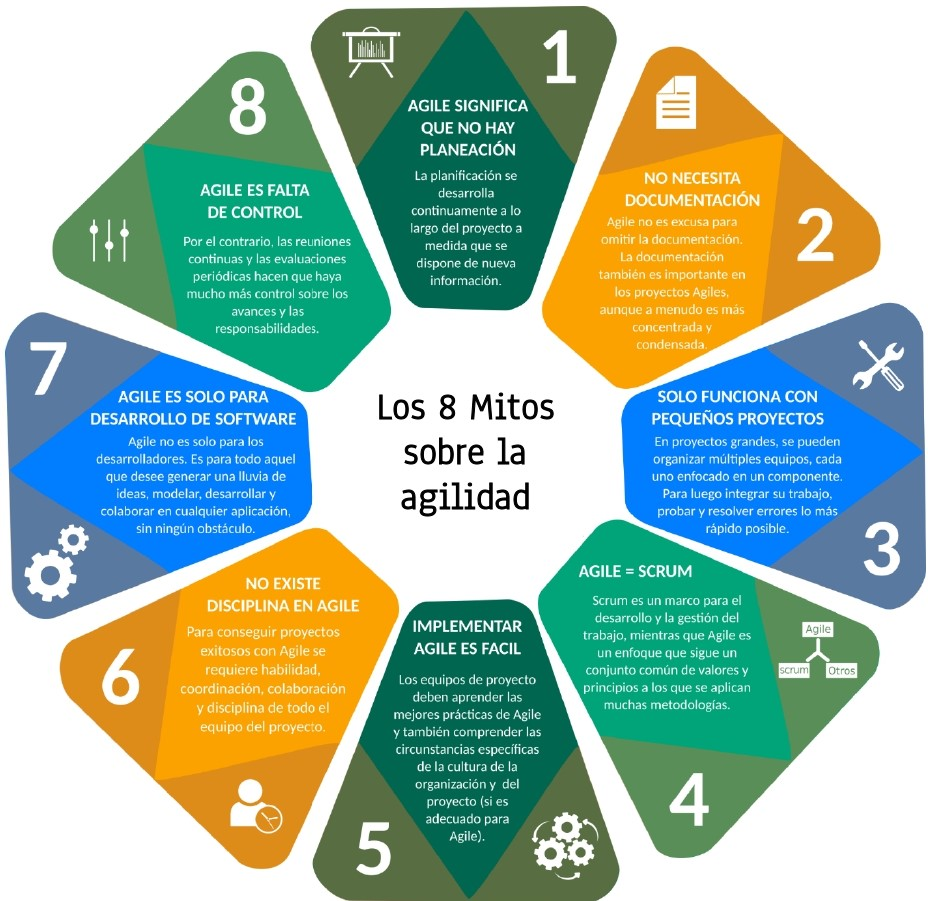 Los 8 Mitos
sobre la
agilidad
1
AGILE SIGNIFICA
QUE NO HAY
PLANEACIÓN
La planificación se
desarrolla
continuamente a lo
largo del proyecto a
medida que se
dispone de nueva
información.
2
NO NECESITA
DOCUMENTACIÓN
Agile no es excusa para
omitir la documentación.
La documentación
también es importante en
los proyectos Agiles,
aunque a menudo es más
concentrada y
condensada.
3
SOLO FUNCIONA CON
PEQUEÑOS PROYECTOS
En proyectos grandes, se pueden
organizar múltiples equipos, cada
uno enfocado en un componente.
Para luego integrar su trabajo,
probar y resolver errores lo más
rápido posible.
4
AGILE = SCRUM
Scrum es un marco para el
desarrollo y la gestión del
trabajo, mientras que Agile es
un enfoque que sigue un
conjunto común de valores y
principios a los que se aplican
muchas metodologías.
Agile
scrum Otros
5
IMPLEMENTAR
AGILE ES FACIL
Los equipos de proyecto
deben aprender las
mejores prácticas de Agile
y también comprender las
circunstancias específicas
de la cultura de la
organización y del
proyecto (si es
adecuado para
Agile).
6
NO EXISTE
DISCIPLINA EN AGILE
Para conseguir proyectos
exitosos con Agile se
requiere habilidad,
coordinación, colaboración
y disciplina de todo el
equipo del proyecto.
7
AGILE ES SOLO PARA
DESARROLLO DE SOFTWARE
Agile no es solo para los
desarrolladores. Es para todo aquel
que desee generar una lluvia de
ideas, modelar, desarrollar y
colaborar en cualquier aplicación,
sin ningún obstáculo.
8
AGILE ES FALTA
DE CONTROL
Por el contrario, las reuniones
continuas y las evaluaciones
periódicas hacen que haya
mucho más control sobre los
avances y las
responsabilidades.